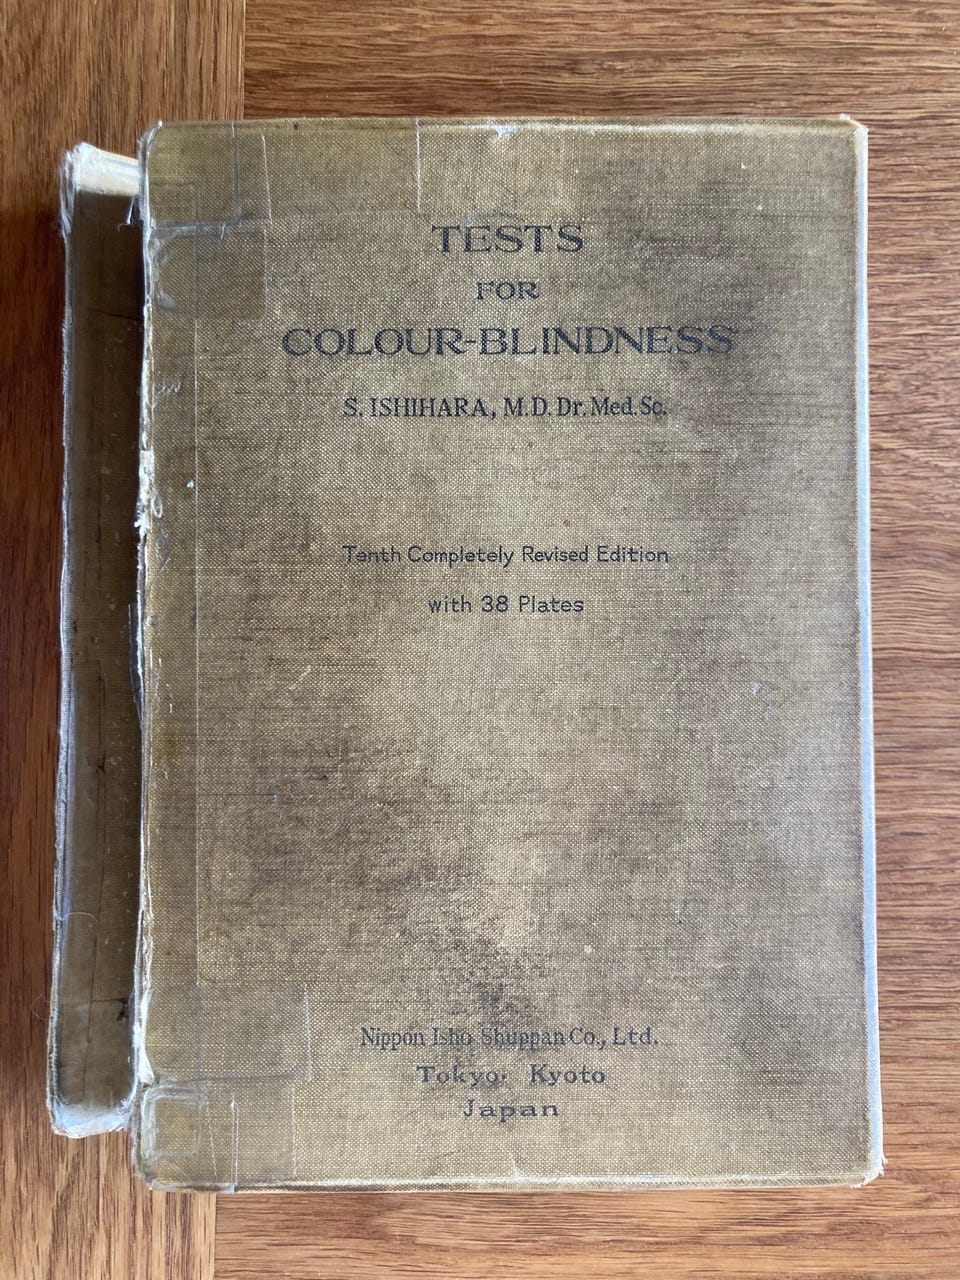 TESTS
FOR
COLOUR-BLINDNESS
S. ISHIHARA, M.D. Dr. Med. Sc.
Tenth Completely Revised Edition
with 38 Plates
Nippon Isho Shuppan Co., Ltd.
Tokyo· Kyoto
Japan